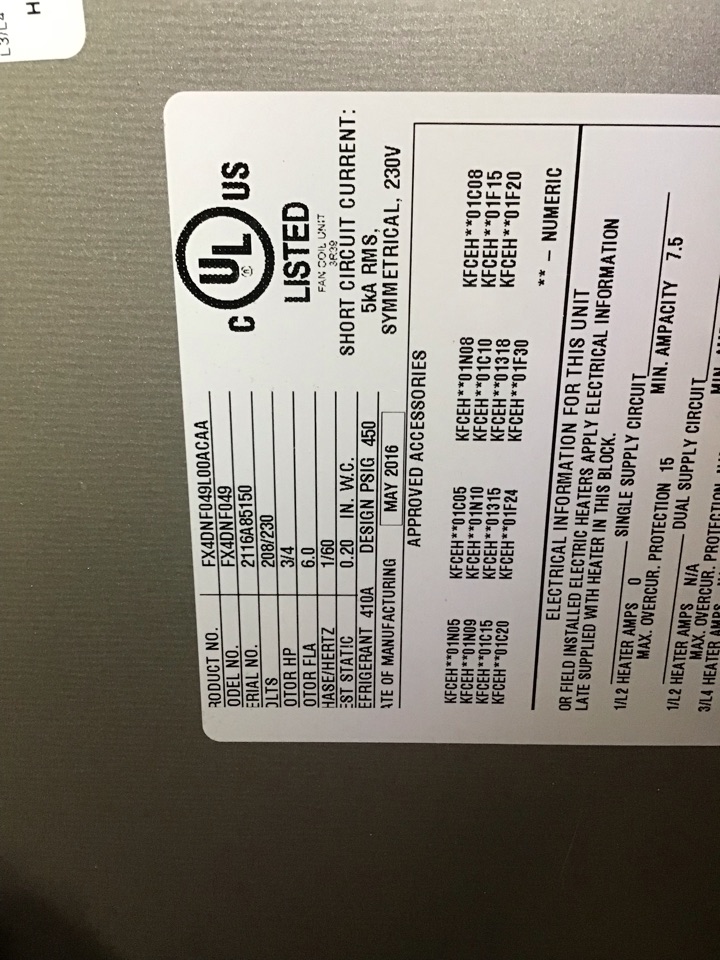 L3/L4
H
RODUCT NO. FX4DNF049L00ACAA
ODEL NO. FX4DNF049
ERIAL NO. 2116A85150
OLTS 208/230
OTOR HP 3/4
OTOR FLA 6.0
HASE/HERTZ 1/60
EST STATIC 0.20 IN. W.C.
EFRIGERANT 410A DESIGN PSIG 450
ATE OF MANUFACTURING MAY 2016
C UL US
®
LISTED
FAN COIL UNIT
3R39
SHORT CIRCUIT CURRENT:
5kA RMS,
SYMMETRICAL, 230V
APPROVED ACCESSORIES
KFCEH**01N05 KFCEH**01C05 KFCEH**01N08 KFCEH**01C08
KFCEH**01N09 KFCEH**01N10 KFCEH**01C10 KFCEH**01F15
KFCEH**01C15 KFCEH**01315 KFCEH**01318 KFCEH**01F20
KFCEH**01C20 KFCEH**01F24 KFCEH**01F30
** – NUMERIC
ELECTRICAL INFORMATION FOR THIS UNIT
OR FIELD INSTALLED ELECTRIC HEATERS APPLY ELECTRICAL INFORMATION
LATE SUPPLIED WITH HEATER IN THIS BLOCK.
SINGLE SUPPLY CIRCUIT
1/L2 HEATER AMPS 0 MIN. AMPACITY 7.5
MAX. OVERCUR. PROTECTION 15
DUAL SUPPLY CIRCUIT
1/L2 HEATER AMPS N/A MIN.
MAX. OVERCUR. PROTECTION
3/L4 HEATER AMPS